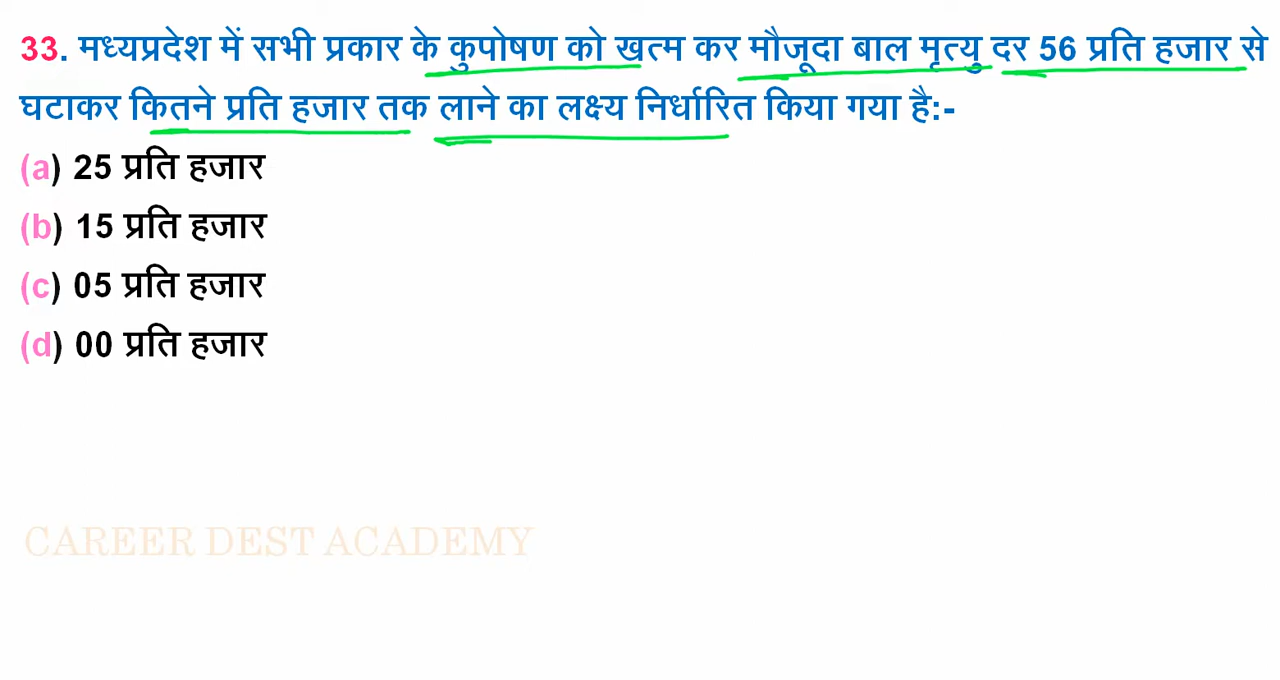 33. मध्यप्रदेश में सभी प्रकार के कुपोषण को खत्म कर मौजूदा बाल मृत्यु दर 56 प्रति हजार से
घटाकर कितने प्रति हजार तक लाने का लक्ष्य निर्धारित किया गया है:-
(a) 25 प्रति हजार
(b) 15 प्रति हजार
(c) 05 प्रति हजार
(d) 00 प्रति हजार
CAREER DEST ACADEMY